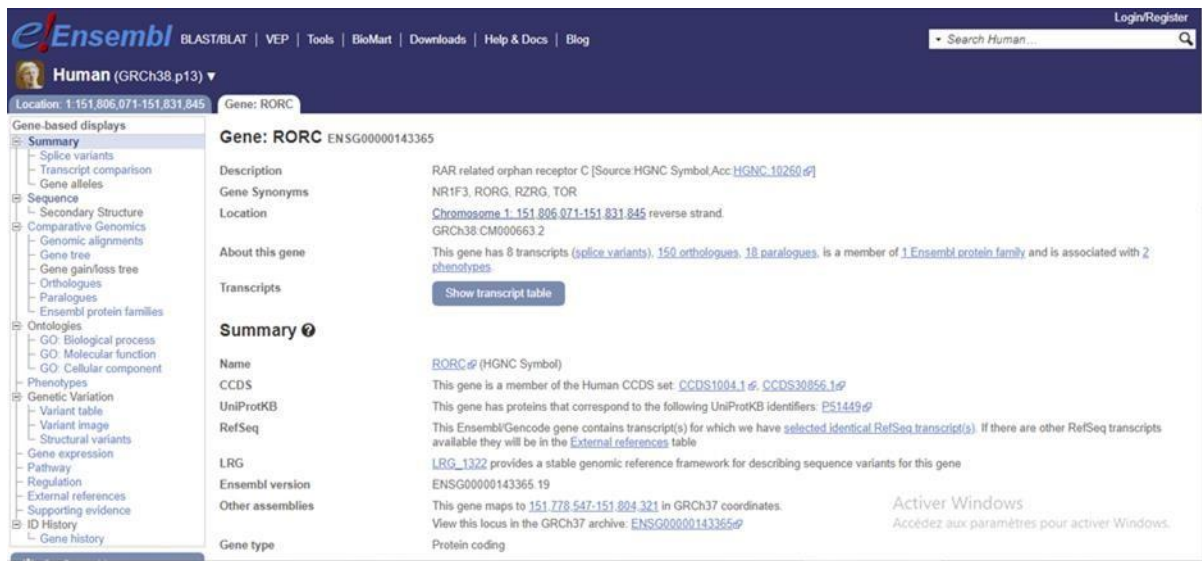 Login/Register
e!Ensembl BLAST/BLAT | VEP | Tools | BioMart | Downloads | Help & Docs | Blog
Search Human...
Human (GRCh38.p13) ▼
Location: 1:151,806,071-151,831,845 Gene: RORC
Gene-based displays
Summary
Splice variants
Transcript comparison
Gene alleles
Sequence
Secondary Structure
Comparative Genomics
Genomic alignments
Gene tree
Gene gain/loss tree
Orthologues
Paralogues
Ensembl protein families
Ontologies
GO: Biological process
GO: Molecular function
GO: Cellular component
Phenotypes
Genetic Variation
Variant table
Variant image
Structural variants
Gene expression
Pathway
Regulation
External references
Supporting evidence
ID History
Gene history
Gene: RORC ENSG00000143365
Description RAR related orphan receptor C [Source:HGNC Symbol;Acc:HGNC:10260]
Gene Synonyms NR1F3, RORG, RZRG, TOR
Location Chromosome 1: 151,806,071-151,831,845 reverse strand.
GRCh38:CM000663.2
About this gene This gene has 8 transcripts (splice variants), 150 orthologues, 18 paralogues, is a member of 1 Ensembl protein family and is associated with 2
phenotypes.
Transcripts Show transcript table
Summary
Name RORC (HGNC Symbol)
CCDS This gene is a member of the Human CCDS set: CCDS1004.1, CCDS30856.1
UniProtKB This gene has proteins that correspond to the following UniProtKB identifiers: P51449
RefSeq This Ensembl/Gencode gene contains transcript(s) for which we have selected identical RefSeq transcript(s). If there are other RefSeq transcripts
available they will be in the External references table
LRG LRG_1322 provides a stable genomic reference framework for describing sequence variants for this gene
Ensembl version ENSG00000143365.19
Other assemblies This gene maps to 151,778,547-151,804,321 in GRCh37 coordinates.
View this locus in the GRCh37 archive: ENSG00000143365
Gene type Protein coding
Activer Windows
Accédez aux paramètres pour activer Windows.